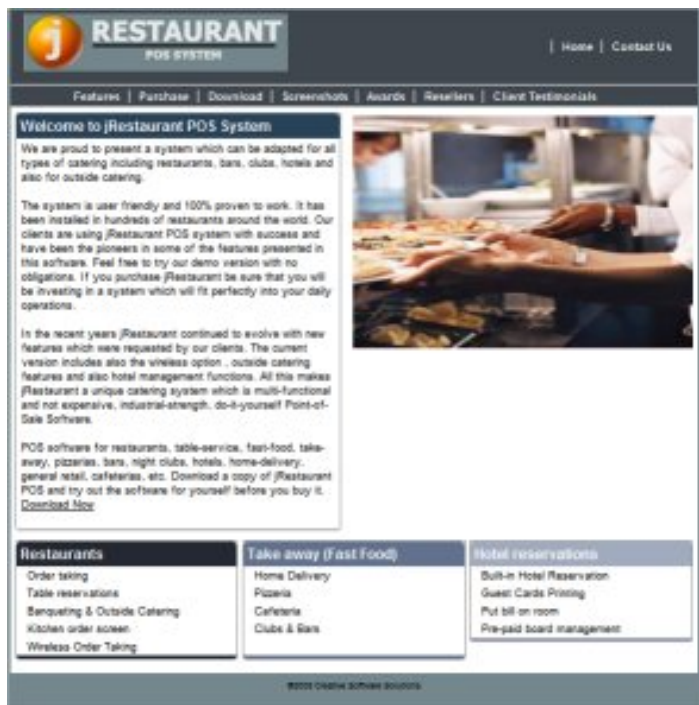 j RESTAURANT
POS SYSTEM
| Home | Contact Us
Features | Purchase | Download | Screenshots | Awards | Resellers | Client Testimonials
Welcome to jRestaurant POS System
We are proud to present a system which can be adapted for all
types of catering including restaurants, bars, clubs, hotels and
also for outside catering.
The system is user friendly and 100% proven to work. It has
been installed in hundreds of restaurants around the world. Our
clients are using jRestaurant POS system with success and
have been the pioneers in some of the features presented in
this software. Feel free to try our demo version with no
obligations. If you purchase jRestaurant be sure that you will
be investing in a system which will fit perfectly into your daily
operations.
In the recent years jRestaurant continued to evolve with new
features which were requested by our clients. The current
version includes also the wireless option , outside catering
features and also hotel management functions. All this makes
jRestaurant a unique catering system which is multi-functional
and not expensive, industrial-strength, do-it-yourself Point-of-
Sale Software.
POS software for restaurants, table-service, fast-food, take-
away, pizzerias, bars, night clubs, hotels, home-delivery,
general retail, cafeterias, etc. Download a copy of jRestaurant
POS and try out the software for yourself before you buy it.
Download Now
Restaurants
Order taking
Table reservations
Banqueting & Outside Catering
Kitchen order screen
Wireless Order Taking
Take away (Fast Food)
Home Delivery
Pizzeria
Cafeteria
Clubs & Bars
Hotel reservations
Built-in Hotel Reservation
Guest Cards Printing
Put bill on room
Pre-paid board management
Creative Software Solutions